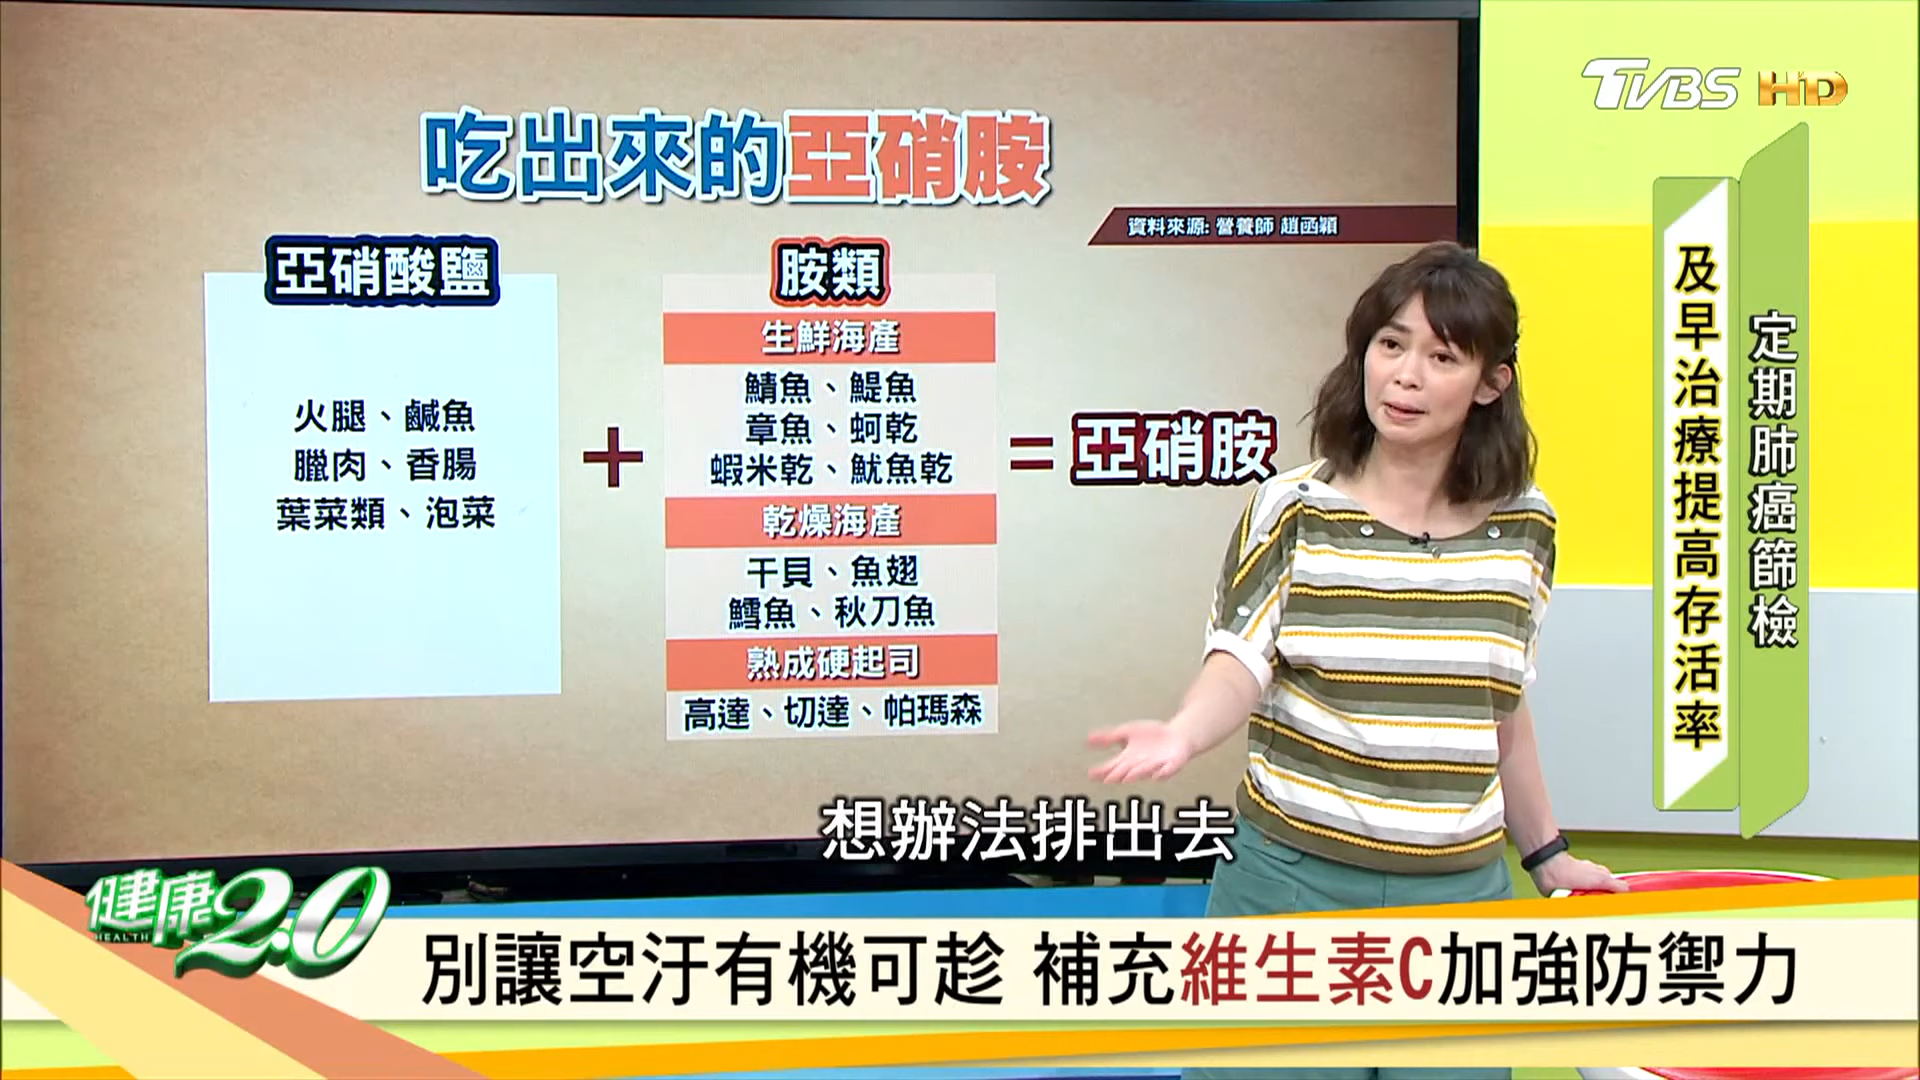 TVBS HD
吃出來的亞硝胺
資料來源: 營養師 趙函穎
亞硝酸鹽
火腿、鹹魚
臘肉、香腸
葉菜類、泡菜
+
胺類
生鮮海產
鯖魚、鯷魚
章魚、蚵乾
蝦米乾、魷魚乾
乾燥海產
干貝、魚翅
鱈魚、秋刀魚
熟成硬起司
高達、切達、帕瑪森
=
亞硝胺
定期肺癌篩檢
及早治療提高存活率
想辦法排出去
健康2.0
HEALTH
別讓空汙有機可趁 補充維生素C加強防禦力